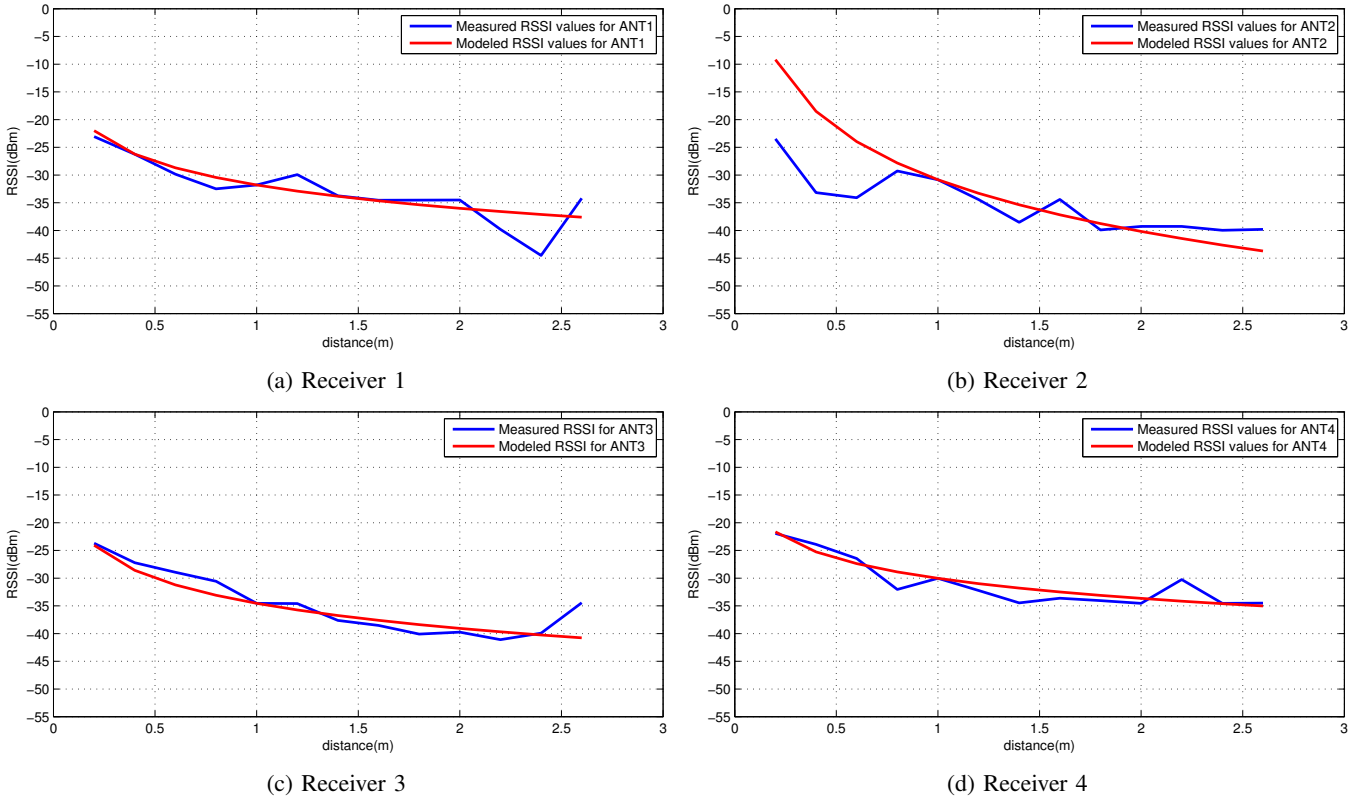 Measured RSSI values for ANT1
Modeled RSSI values for ANT1
0
−5
−10
−15
−20
−25
−30
−35
−40
−45
−50
−55
RSSI(dBm)
0 0.5 1 1.5 2 2.5 3
distance(m)
(a) Receiver 1
Measured RSSI values for ANT2
Modeled RSSI values for ANT2
0
−5
−10
−15
−20
−25
−30
−35
−40
−45
−50
−55
RSSI(dBm)
0 0.5 1 1.5 2 2.5 3
distance(m)
(b) Receiver 2
Measured RSSI for ANT3
Modeled RSSI for ANT3
0
−5
−10
−15
−20
−25
−30
−35
−40
−45
−50
−55
RSSI(dBm)
0 0.5 1 1.5 2 2.5 3
distance(m)
(c) Receiver 3
Measured RSSI values for ANT4
Modeled RSSI values for ANT4
0
−5
−10
−15
−20
−25
−30
−35
−40
−45
−50
−55
RSSI(dBm)
0 0.5 1 1.5 2 2.5 3
distance(m)
(d) Receiver 4